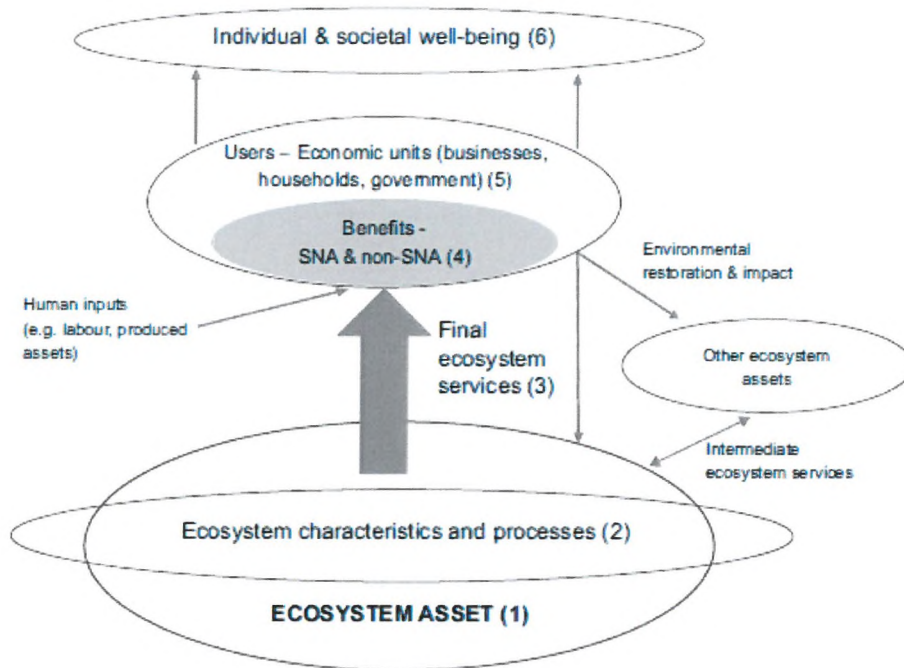 Individual & societal well-being (6)
Users – Economic units (businesses,
households, government) (5)
Benefits -
SNA & non-SNA (4)
Environmental
restoration & impact
Human inputs
(e.g. labour, produced
assets)
Final
ecosystem
services (3)
Other ecosystem
assets
Intermediate
ecosystem services
Ecosystem characteristics and processes (2)
ECOSYSTEM ASSET (1)